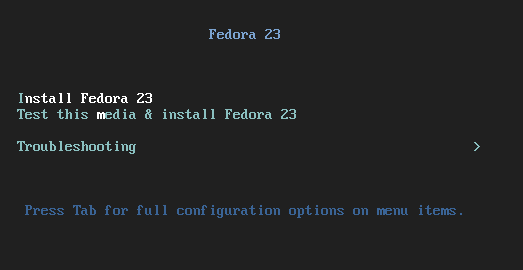 Fedora 23
Install Fedora 23
Test this media & install Fedora 23
Troubleshooting >
Press Tab for full configuration options on menu items.